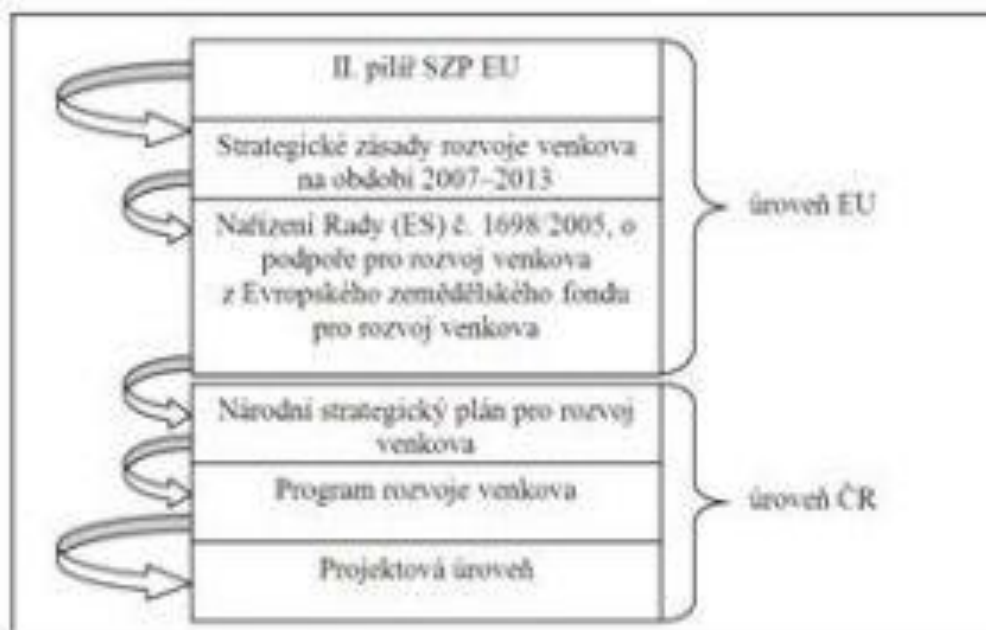 II. pilíř SZP EU
Strategické zásady rozvoje venkova
na období 2007–2013
Nařízení Rady (ES) č. 1698/2005, o
podpoře pro rozvoj venkova
z Evropského zemědělského fondu
pro rozvoj venkova
úroveň EU
Národní strategický plán pro rozvoj
venkova
Program rozvoje venkova
Projektová úroveň
úroveň ČR